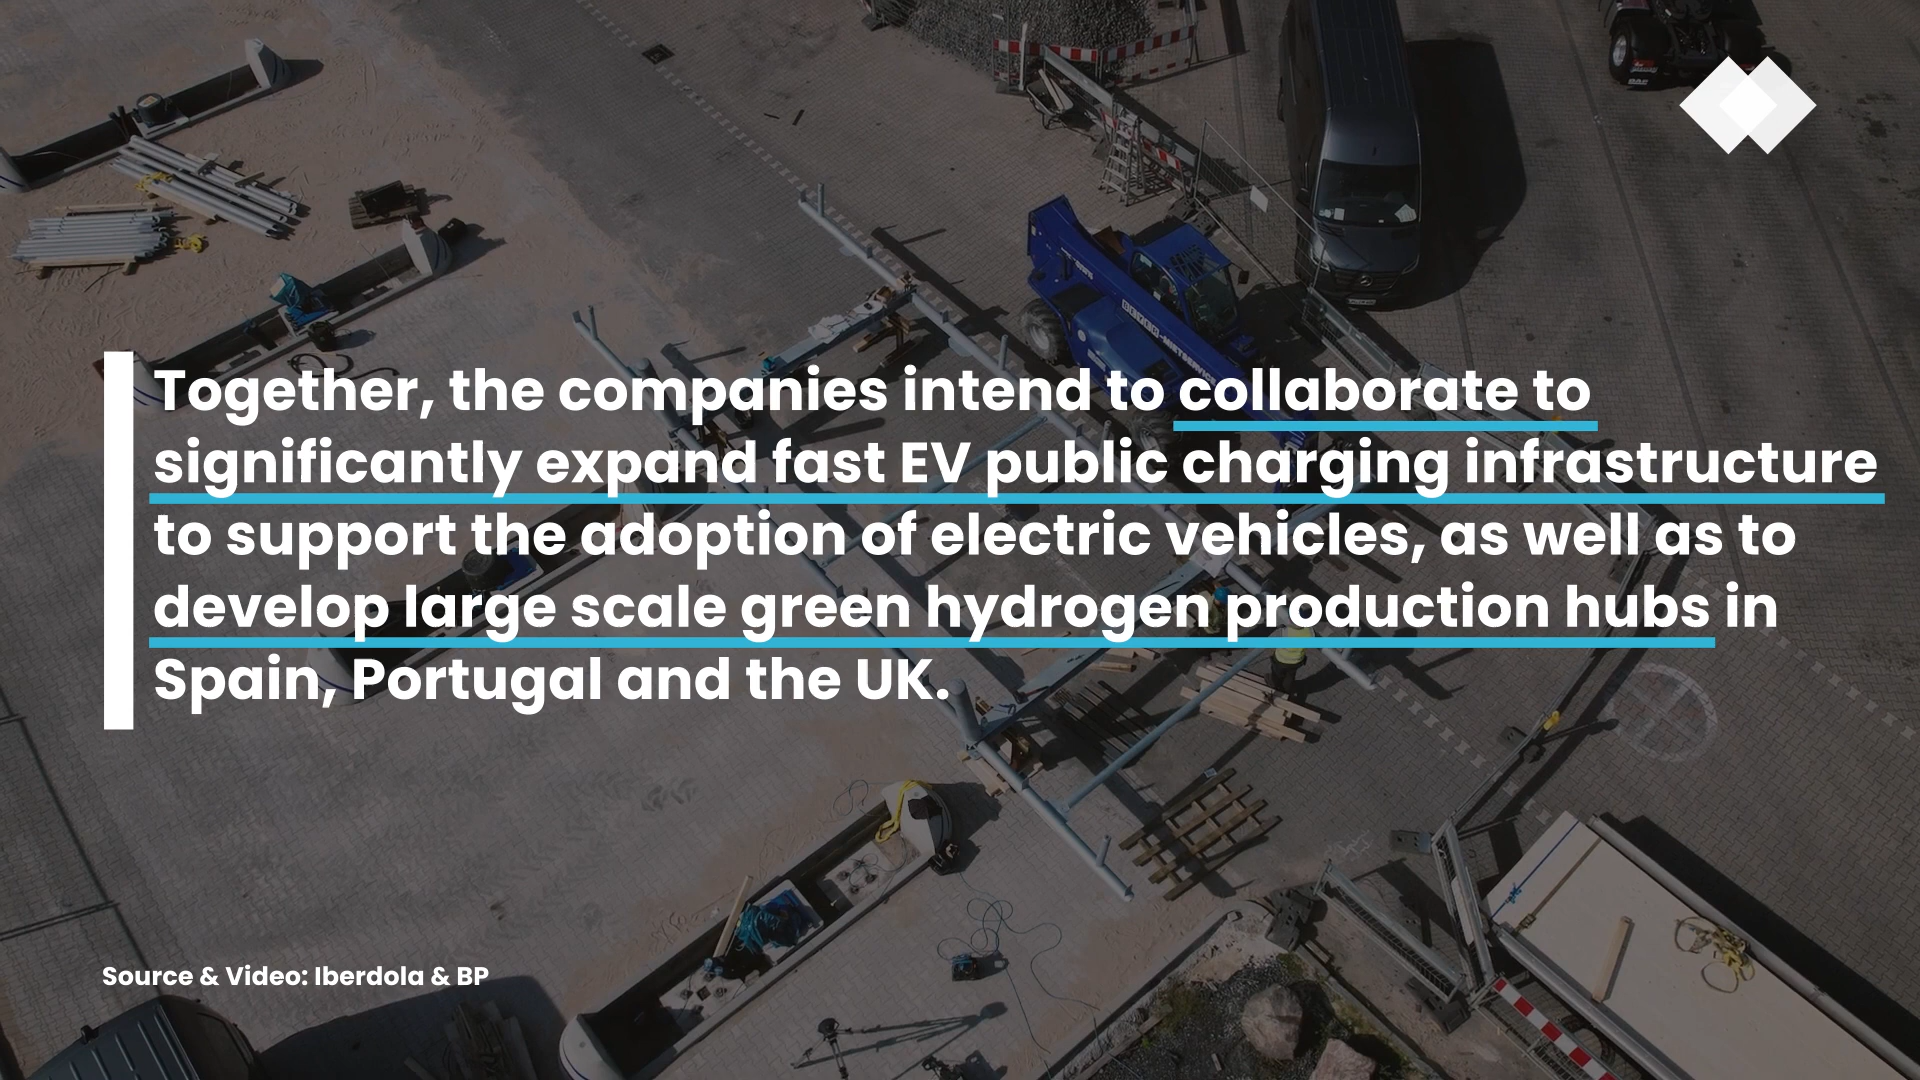 Together, the companies intend to collaborate to
significantly expand fast EV public charging infrastructure
to support the adoption of electric vehicles, as well as to
develop large scale green hydrogen production hubs in
Spain, Portugal and the UK.
Source & Video: Iberdola & BP